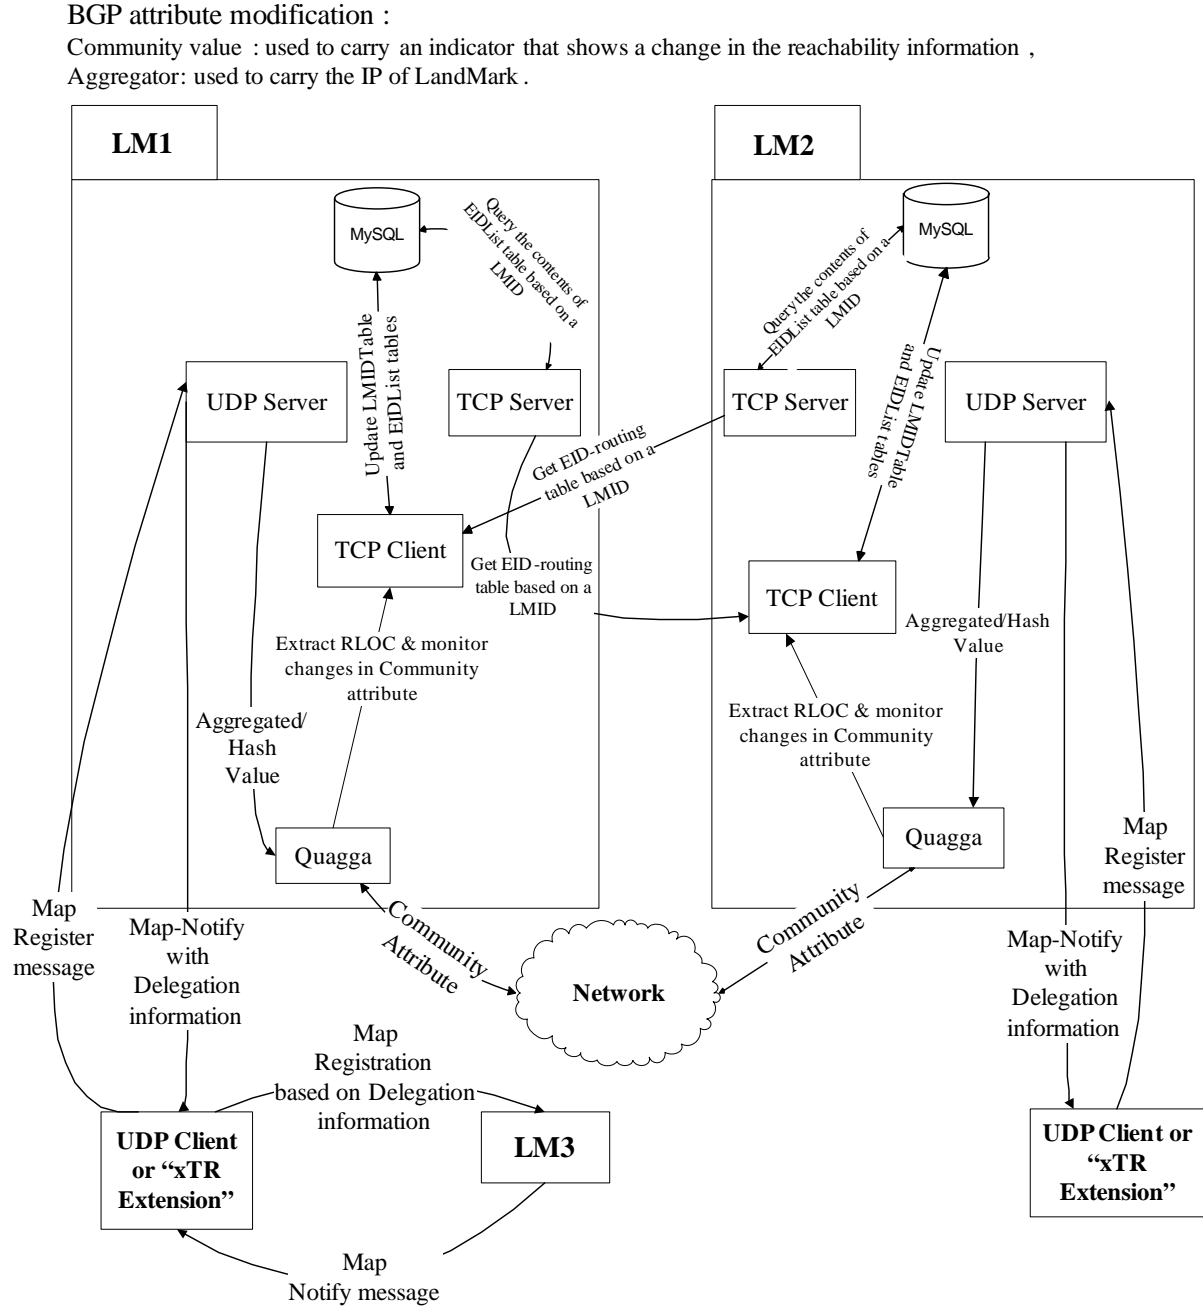 BGP attribute modification :
Community value : used to carry an indicator that shows a change in the reachability information ,
Aggregator: used to carry the IP of LandMark .
LM1
LM2
MySQL
Query the contents of
EIDList table based on a
LMID
MySQL
Query the contents of
EIDList table based on a
LMID
Update LMIDTable
and EIDList tables
Update LMIDTable
and EIDList tables
UDP Server
TCP Server
TCP Server
UDP Server
Get EID-routing
table based on a
LMID
TCP Client
Get EID-routing
table based on a
LMID
TCP Client
Extract RLOC & monitor
changes in Community
attribute
Aggregated/Hash
Value
Aggregated/
Hash
Value
Extract RLOC & monitor
changes in Community
attribute
Quagga
Quagga
Map
Register
message
Map
Register
message
Map-Notify
with
Delegation
information
Community
Attribute
Network
Community
Attribute
Map-Notify
with
Delegation
information
Map
Registration
based on Delegation
information
UDP Client
or “xTR
Extension”
LM3
UDP Client or
“xTR
Extension”
Map
Notify message